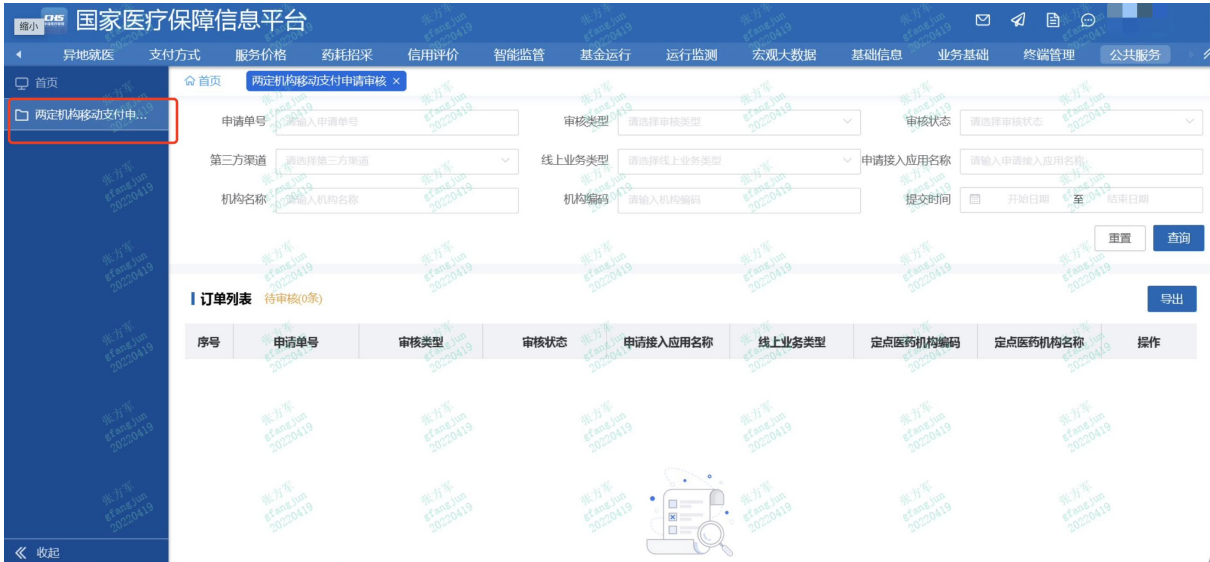 缩小 CHS 国家医疗保障信息平台
异地就医 支付方式 服务价格 药耗招采 信用评价 智能监管 基金运行 运行监测 宏观大数据 基础信息 业务基础 终端管理 公共服务
首页 首页 两定机构移动支付申请审核 ×
两定机构移动支付申...
申请单号 请输入申请单号 审核类型 请选择审核类型 审核状态 请选择审核状态
第三方渠道 请选择第三方渠道 线上业务类型 请选择线上业务类型 申请接入应用名称 请输入申请接入应用名称
机构名称 请输入机构名称 机构编码 请输入机构编码 提交时间 开始日期 至 结束日期
重置 查询
订单列表 待审核(0条) 导出
序号 申请单号 审核类型 审核状态 申请接入应用名称 线上业务类型 定点医药机构编码 定点医药机构名称 操作
收起
张方军
gfangjun
20220419